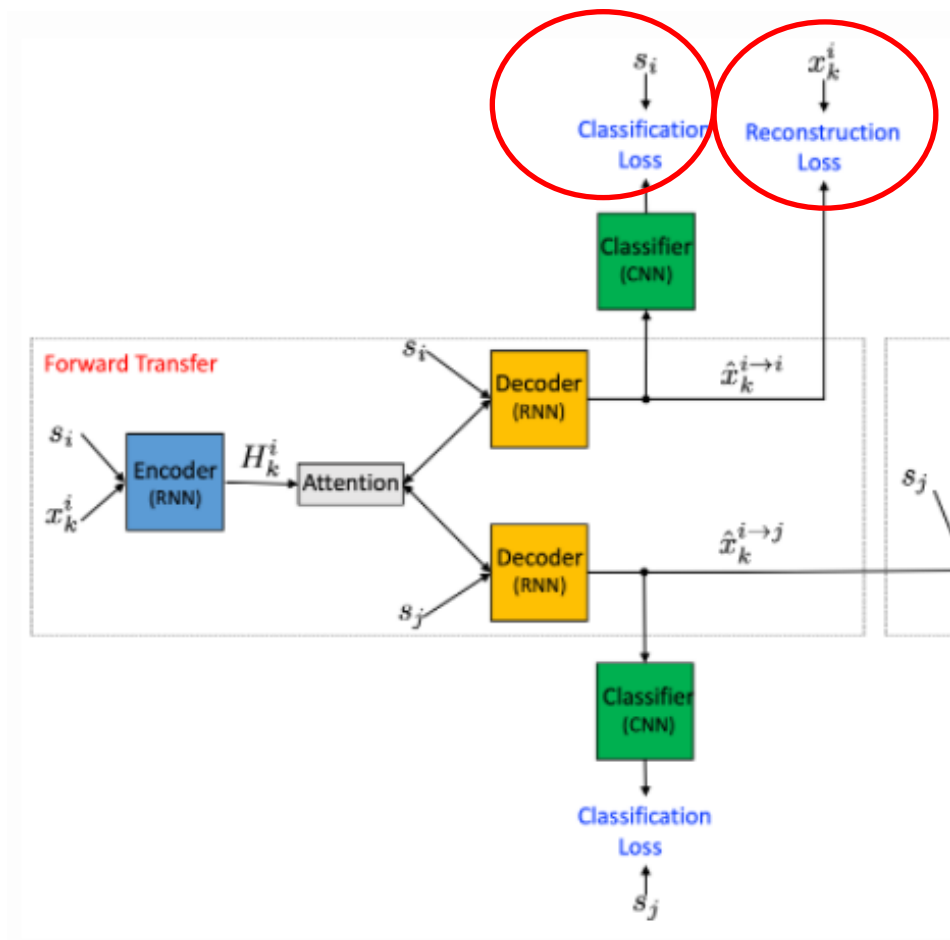 s_i
x_k^i
Classification
Loss
Reconstruction
Loss
Classifier
(CNN)
Forward Transfer
s_i
Decoder
(RNN)
x̂_k^{i→i}
s_i
x_k^i
Encoder
(RNN)
H_k^i
Attention
s_j
Decoder
(RNN)
x̂_k^{i→j}
s_j
Classifier
(CNN)
Classification
Loss
s_j